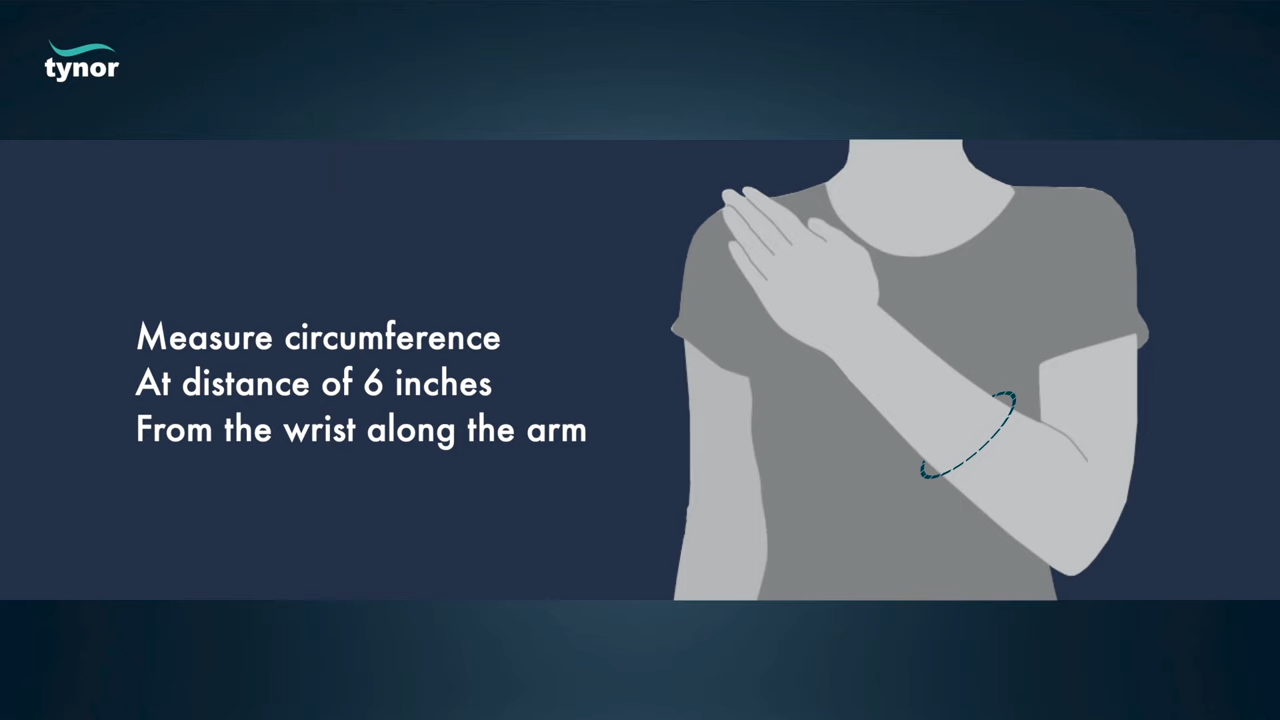 tynor
Measure circumference
At distance of 6 inches
From the wrist along the arm